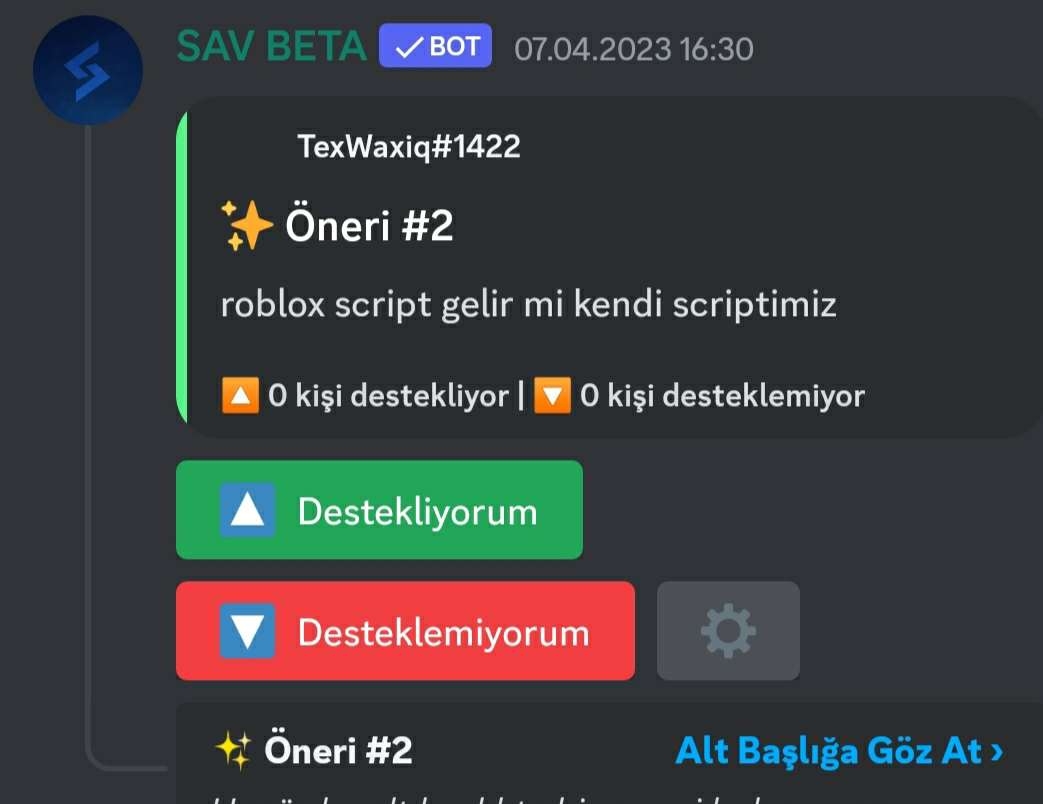 SAV BETA ✓ BOT 07.04.2023 16:30
TexWaxiq#1422
✨ Öneri #2
roblox script gelir mi kendi scriptimiz
🔼 0 kişi destekliyor | 🔽 0 kişi desteklemiyor
🔼 Destekliyorum
🔽 Desteklemiyorum
✨ Öneri #2 Alt Başlığa Göz At ›